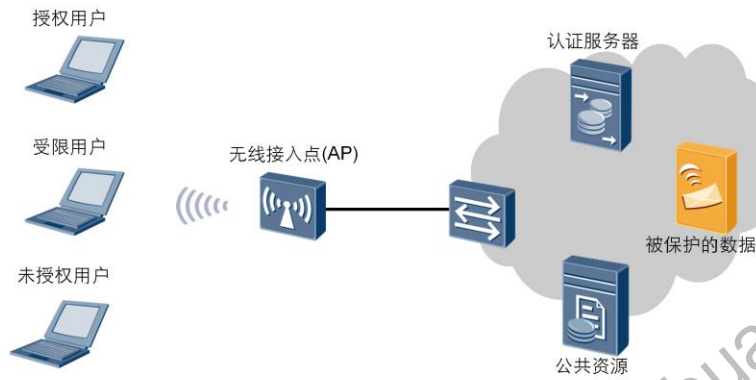 授权用户
认证服务器
受限用户
无线接入点(AP)
被保护的数据
未授权用户
公共资源